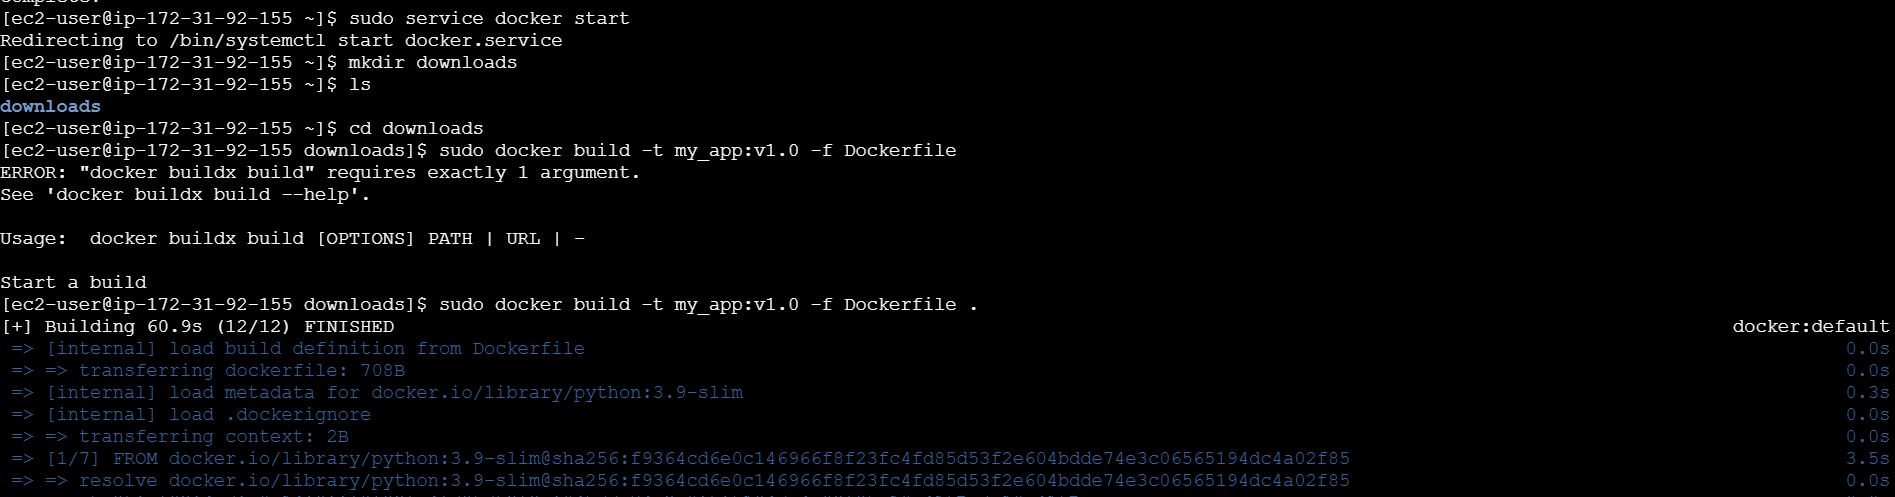 [ec2-user@ip-172-31-92-155 ~]$ sudo service docker start
Redirecting to /bin/systemctl start docker.service
[ec2-user@ip-172-31-92-155 ~]$ mkdir downloads
[ec2-user@ip-172-31-92-155 ~]$ ls
downloads
[ec2-user@ip-172-31-92-155 ~]$ cd downloads
[ec2-user@ip-172-31-92-155 downloads]$ sudo docker build -t my_app:v1.0 -f Dockerfile
ERROR: "docker buildx build" requires exactly 1 argument.
See 'docker buildx build --help'.
Usage:  docker buildx build [OPTIONS] PATH | URL | -
Start a build
[ec2-user@ip-172-31-92-155 downloads]$ sudo docker build -t my_app:v1.0 -f Dockerfile .
[+] Building 60.9s (12/12) FINISHED docker:default
=> [internal] load build definition from Dockerfile 0.0s
=> => transferring dockerfile: 708B 0.0s
=> [internal] load metadata for docker.io/library/python:3.9-slim 0.3s
=> [internal] load .dockerignore 0.0s
=> => transferring context: 2B 0.0s
=> [1/7] FROM docker.io/library/python:3.9-slim@sha256:f9364cd6e0c146966f8f23fc4fd85d53f2e604bdde74e3c06565194dc4a02f85 3.5s
=> => resolve docker.io/library/python:3.9-slim@sha256:f9364cd6e0c146966f8f23fc4fd85d53f2e604bdde74e3c06565194dc4a02f85 0.0s